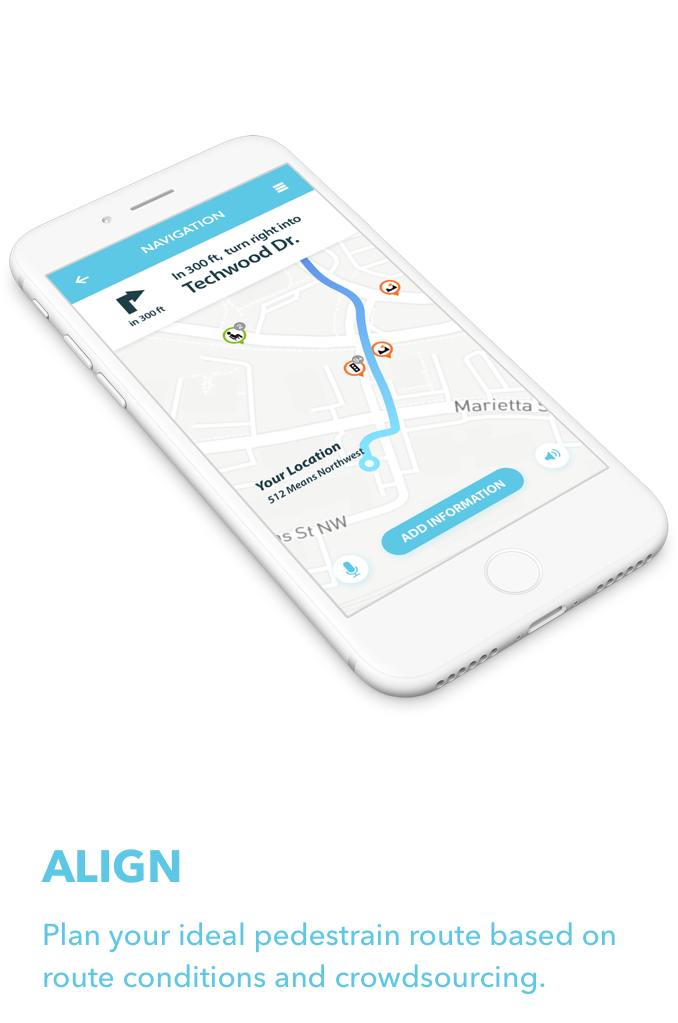 NAVIGATION
In 300 ft, turn right into
Techwood Dr.
in 300 ft
Marietta S
Your Location
512 Means Northwest
s St NW
ADD INFORMATION
ALIGN
Plan your ideal pedestrain route based on
route conditions and crowdsourcing.